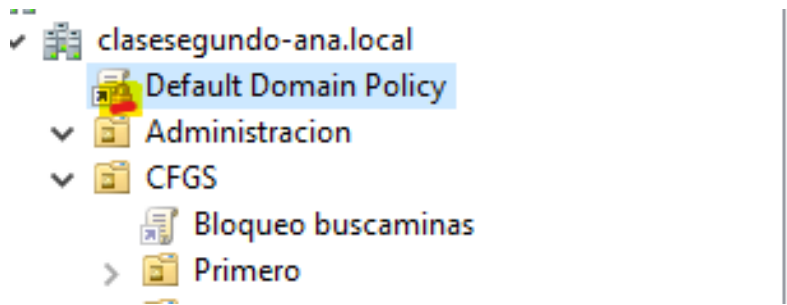 clasesegundo-ana.local
Default Domain Policy
Administracion
CFGS
Bloqueo buscaminas
Primero